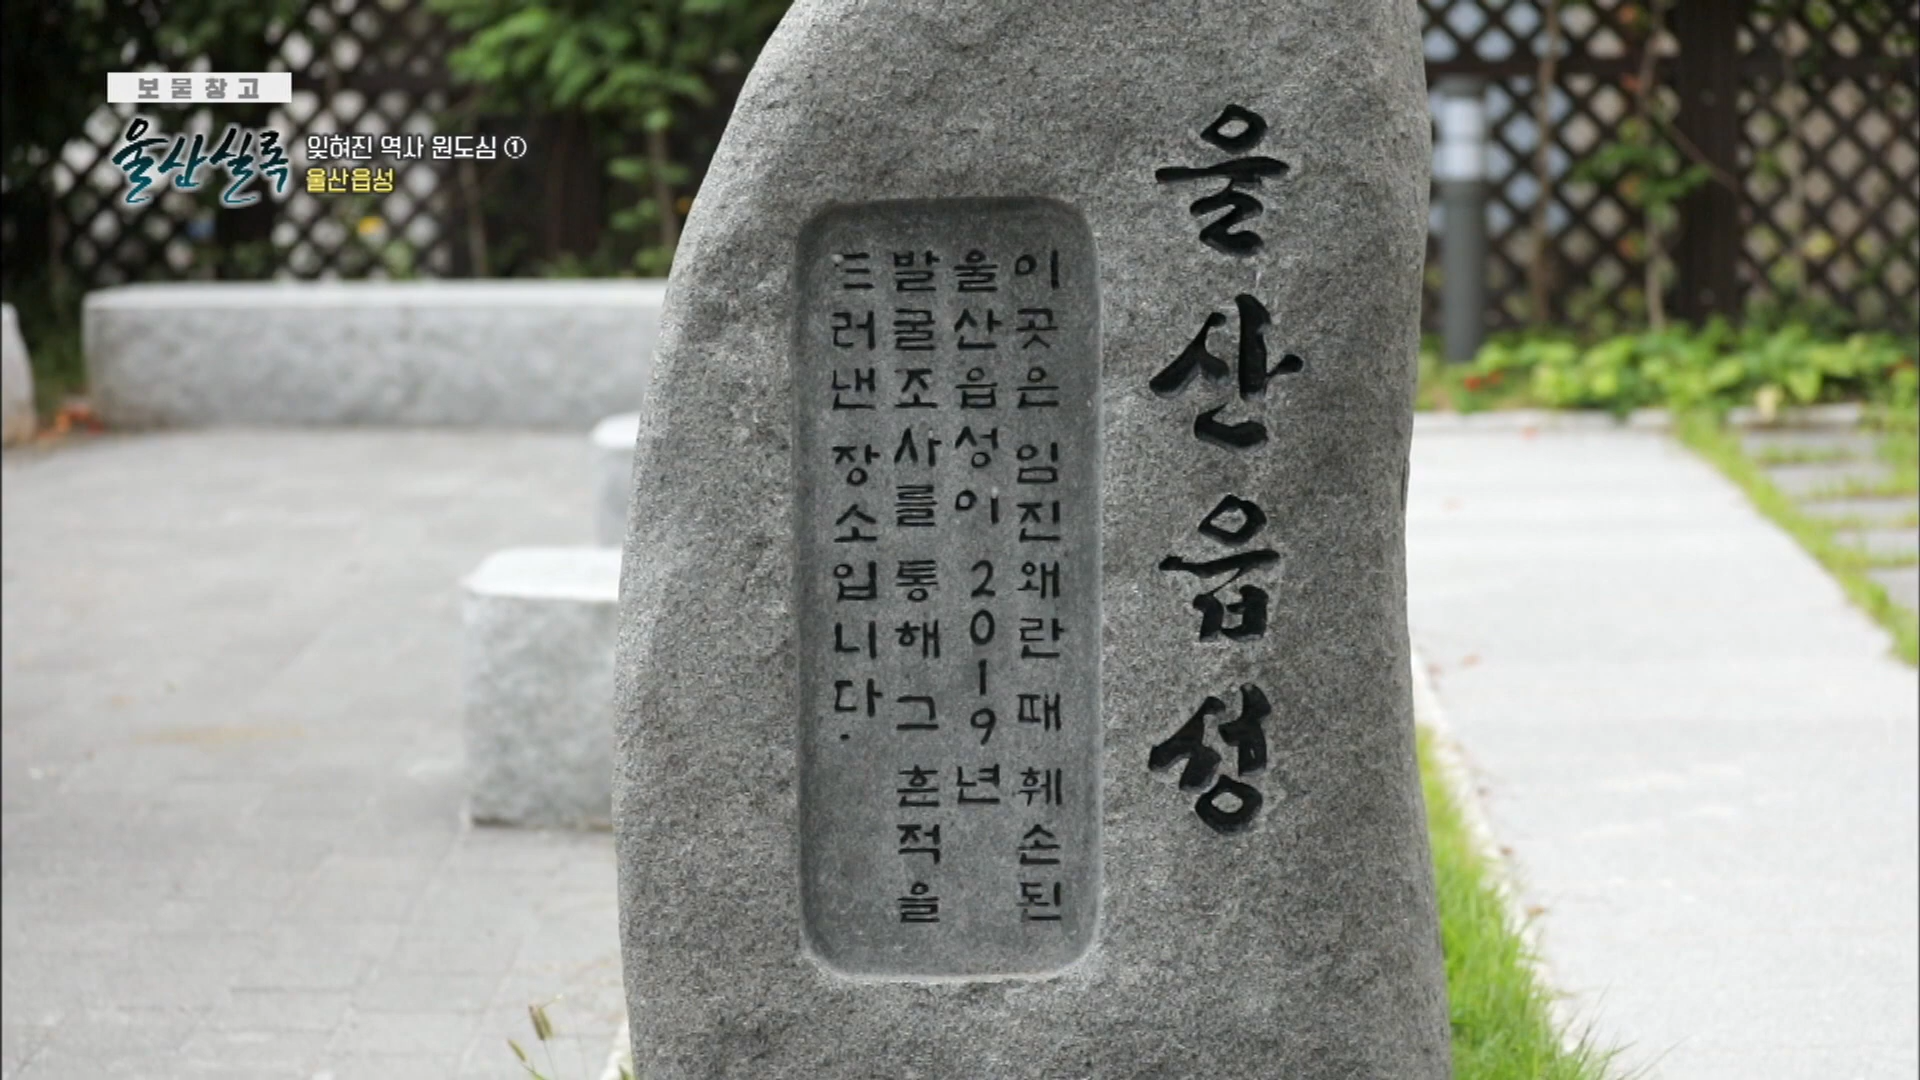 보물창고
울산실록
잊혀진 역사 원도심 ①
울산읍성
울산읍성
이곳은 임진왜란 때 훼손된
울산읍성이 2019년
발굴조사를 통해 그 흔적을
드러낸 장소입니다.